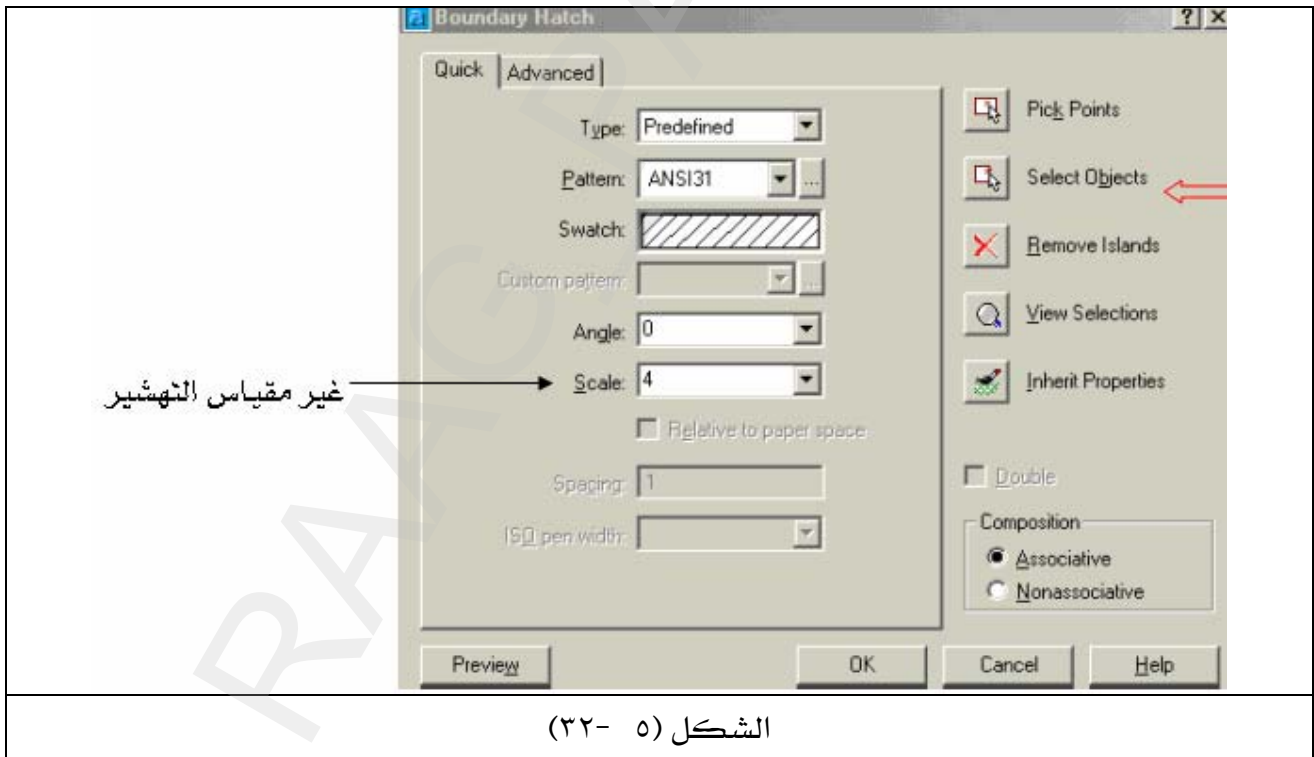 Boundary Hatch
Quick Advanced
Type: Predefined
Pattern: ANSI31 ...
Swatch:
Custom pattern: ...
Angle: 0
Scale: 4
غير مقياس التهشير
Relative to paper space
Spacing: 1
ISO pen width:
Pick Points
Select Objects
Remove Islands
View Selections
Inherit Properties
Double
Composition
Associative
Nonassociative
Preview OK Cancel Help
الشكل (٥ -٣٢)